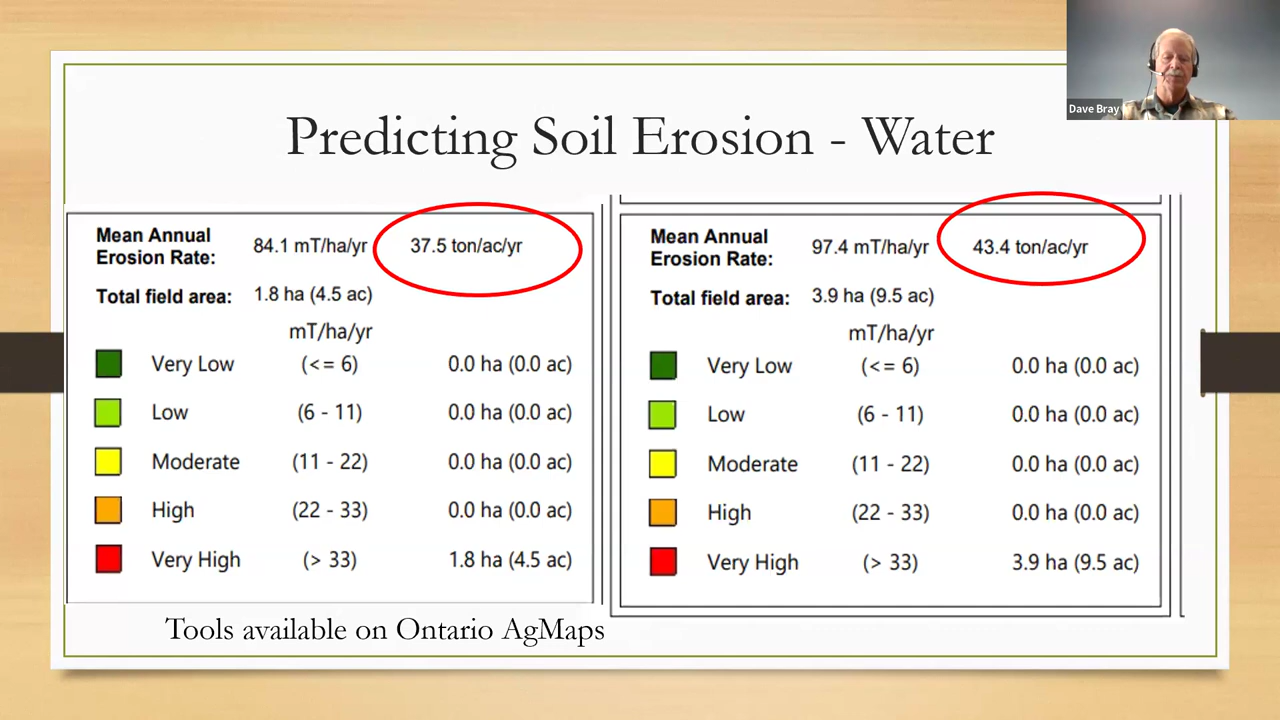 Dave Bray
Predicting Soil Erosion - Water
Mean Annual
Erosion Rate:
84.1 mT/ha/yr
37.5 ton/ac/yr
Total field area:
1.8 ha (4.5 ac)
mT/ha/yr
Very Low (<= 6) 0.0 ha (0.0 ac)
Low (6 - 11) 0.0 ha (0.0 ac)
Moderate (11 - 22) 0.0 ha (0.0 ac)
High (22 - 33) 0.0 ha (0.0 ac)
Very High (> 33) 1.8 ha (4.5 ac)
Mean Annual
Erosion Rate:
97.4 mT/ha/yr
43.4 ton/ac/yr
Total field area:
3.9 ha (9.5 ac)
mT/ha/yr
Very Low (<= 6) 0.0 ha (0.0 ac)
Low (6 - 11) 0.0 ha (0.0 ac)
Moderate (11 - 22) 0.0 ha (0.0 ac)
High (22 - 33) 0.0 ha (0.0 ac)
Very High (> 33) 3.9 ha (9.5 ac)
Tools available on Ontario AgMaps